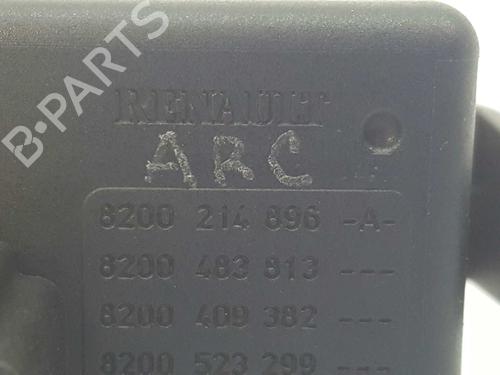 RENAULT
ARC
8200 214 896 -A-
8200 483 813 ---
8200 409 382 ---
8200 523 299 ---
B-PARTS